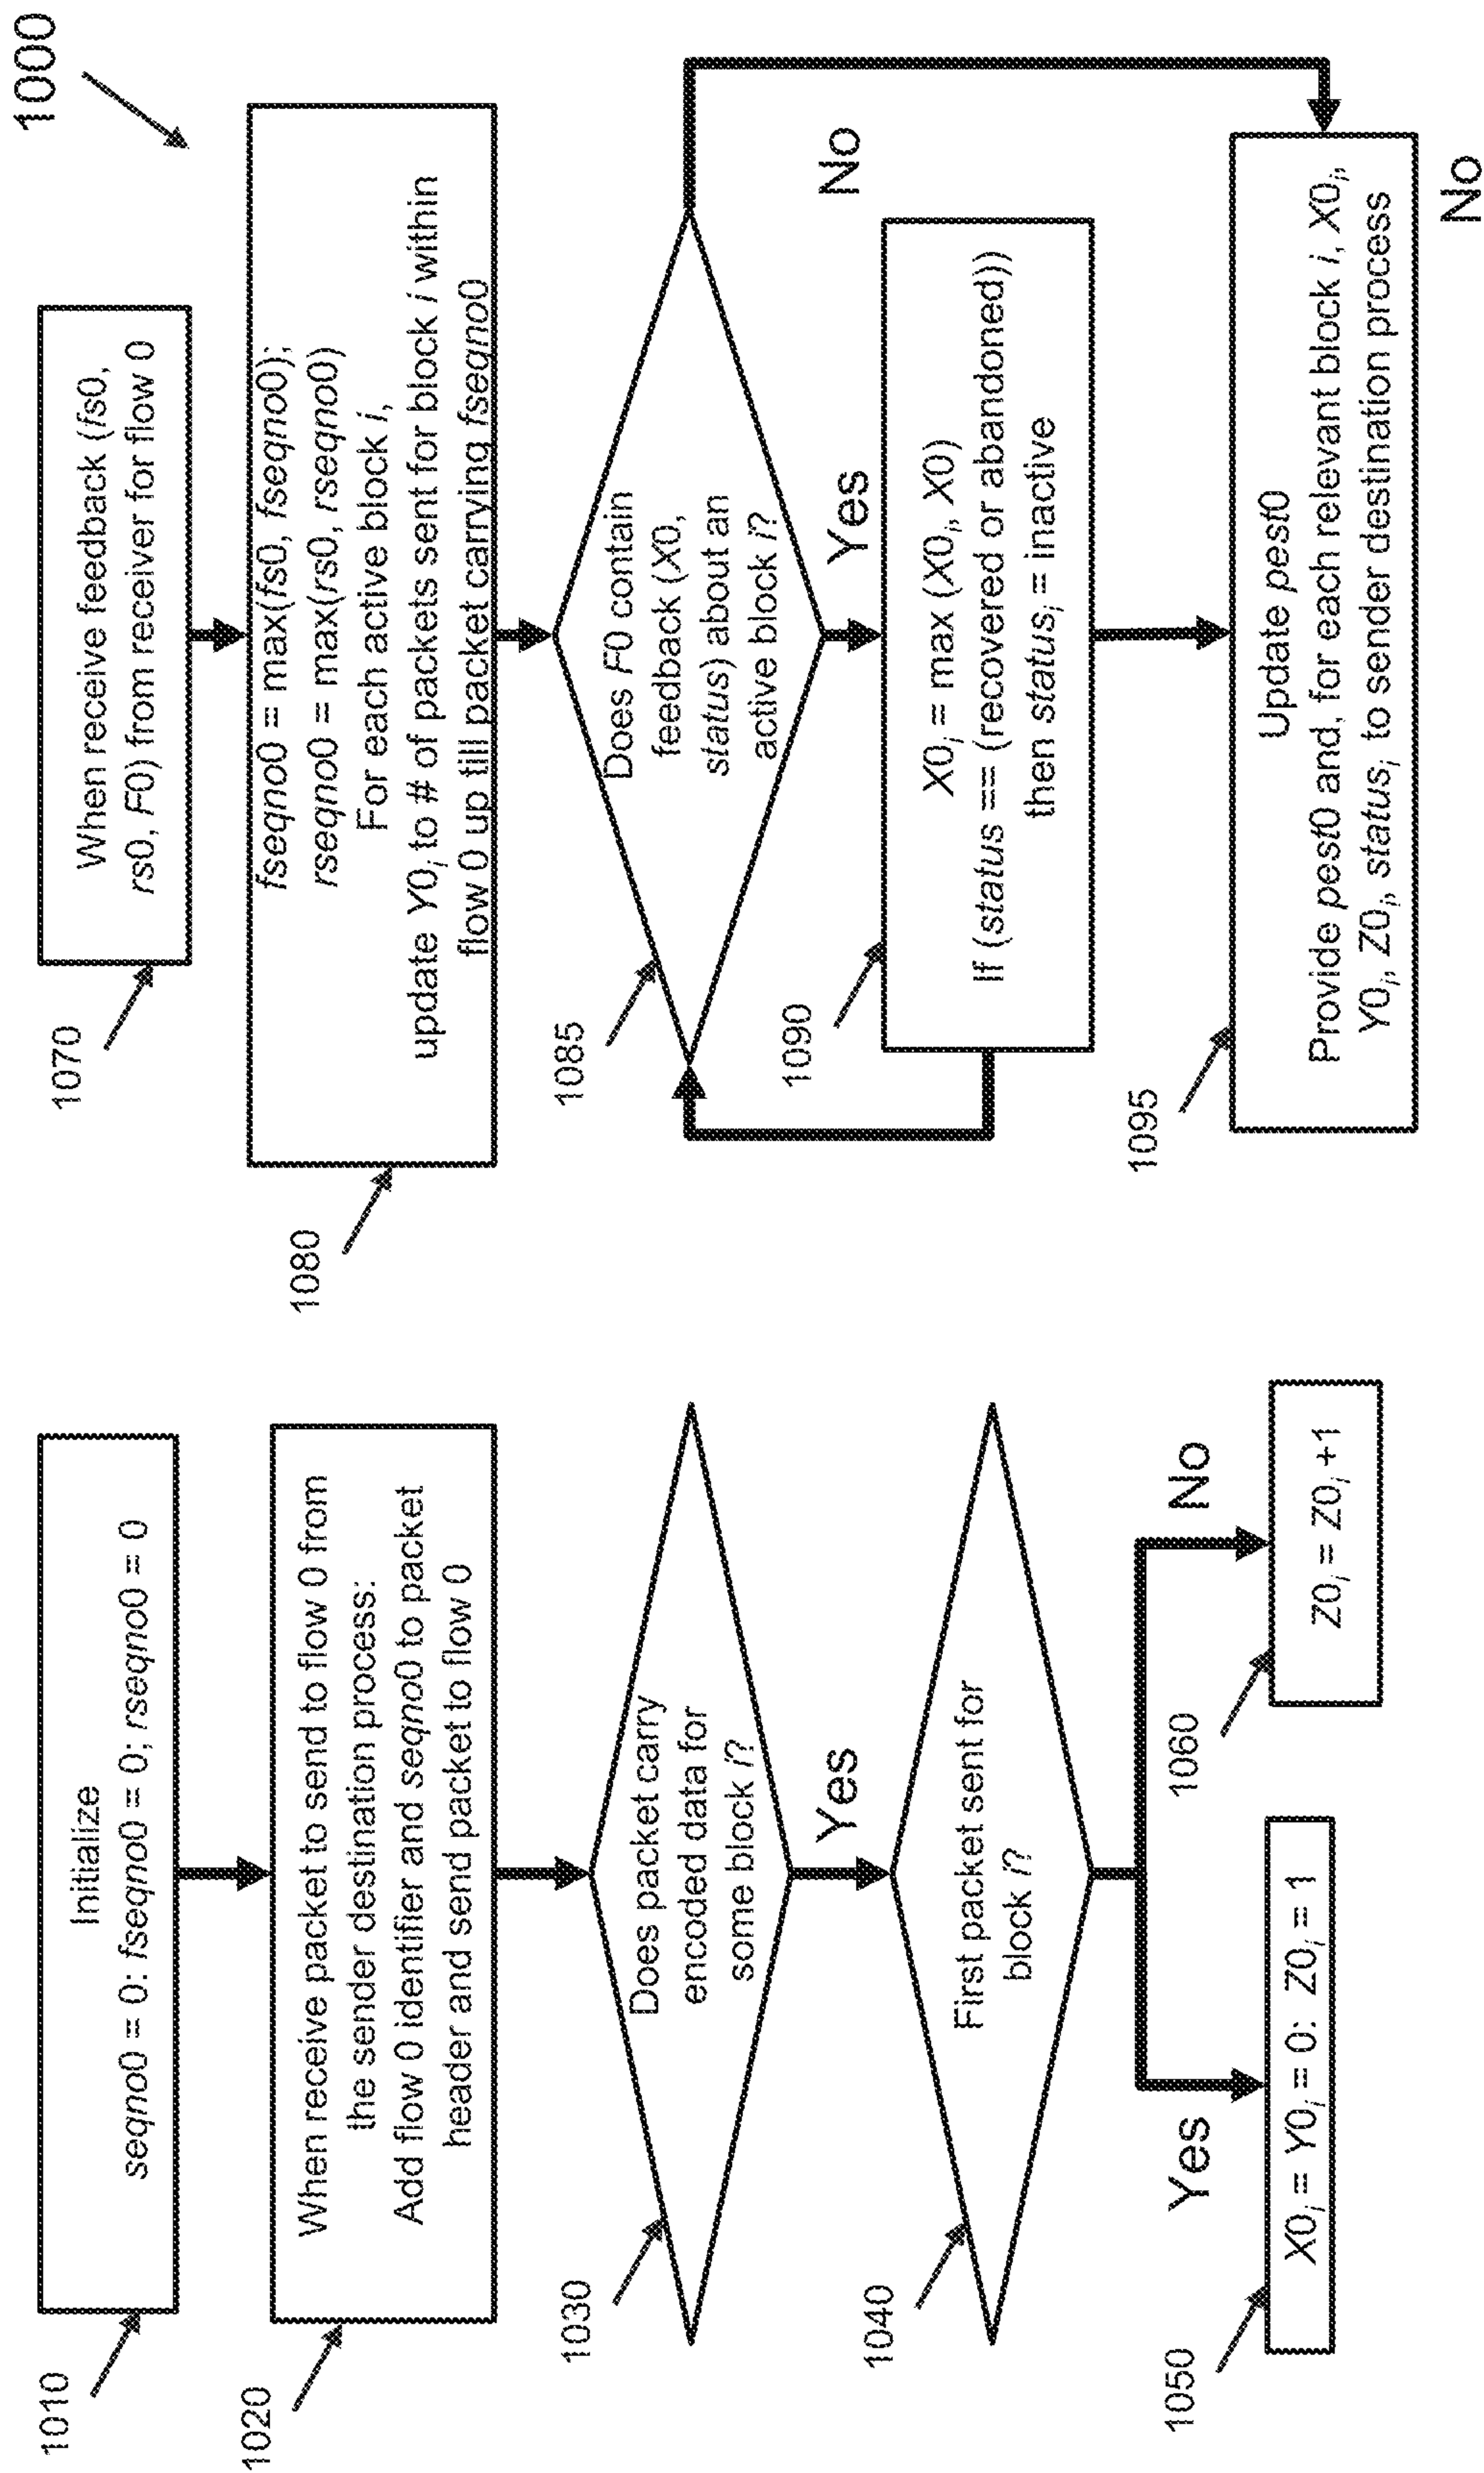 1000
1010
Initialize
seqno0 = 0: fseqno0 = 0; rseqno0 = 0
1020
When receive packet to send to flow 0 from
the sender destination process:
Add flow 0 identifier and seqno0 to packet
header and send packet to flow 0
1030
Does packet carry
encoded data for
some block i?
Yes
1040
First packet sent for
block i?
Yes
No
1050
X0i = Y0i = 0: Z0i = 1
1060
Z0i = Z0i +1
1070
When receive feedback (fs0,
rs0, F0) from receiver for flow 0
1080
fseqno0 = max(fs0, fseqno0);
rseqno0 = max(rs0, rseqno0)
For each active block i,
update Y0i to # of packets sent for block i within
flow 0 up till packet carrying fseqno0
1085
Does F0 contain
feedback (X0,
status) about an
active block i?
Yes
No
1090
X0i = max (X0i, X0)
If (status == (recovered or abandoned))
then statusi = inactive
1095
Update pest0
Provide pest0 and, for each relevant block i, X0i,
Y0i, Z0i, statusi to sender destination process
No